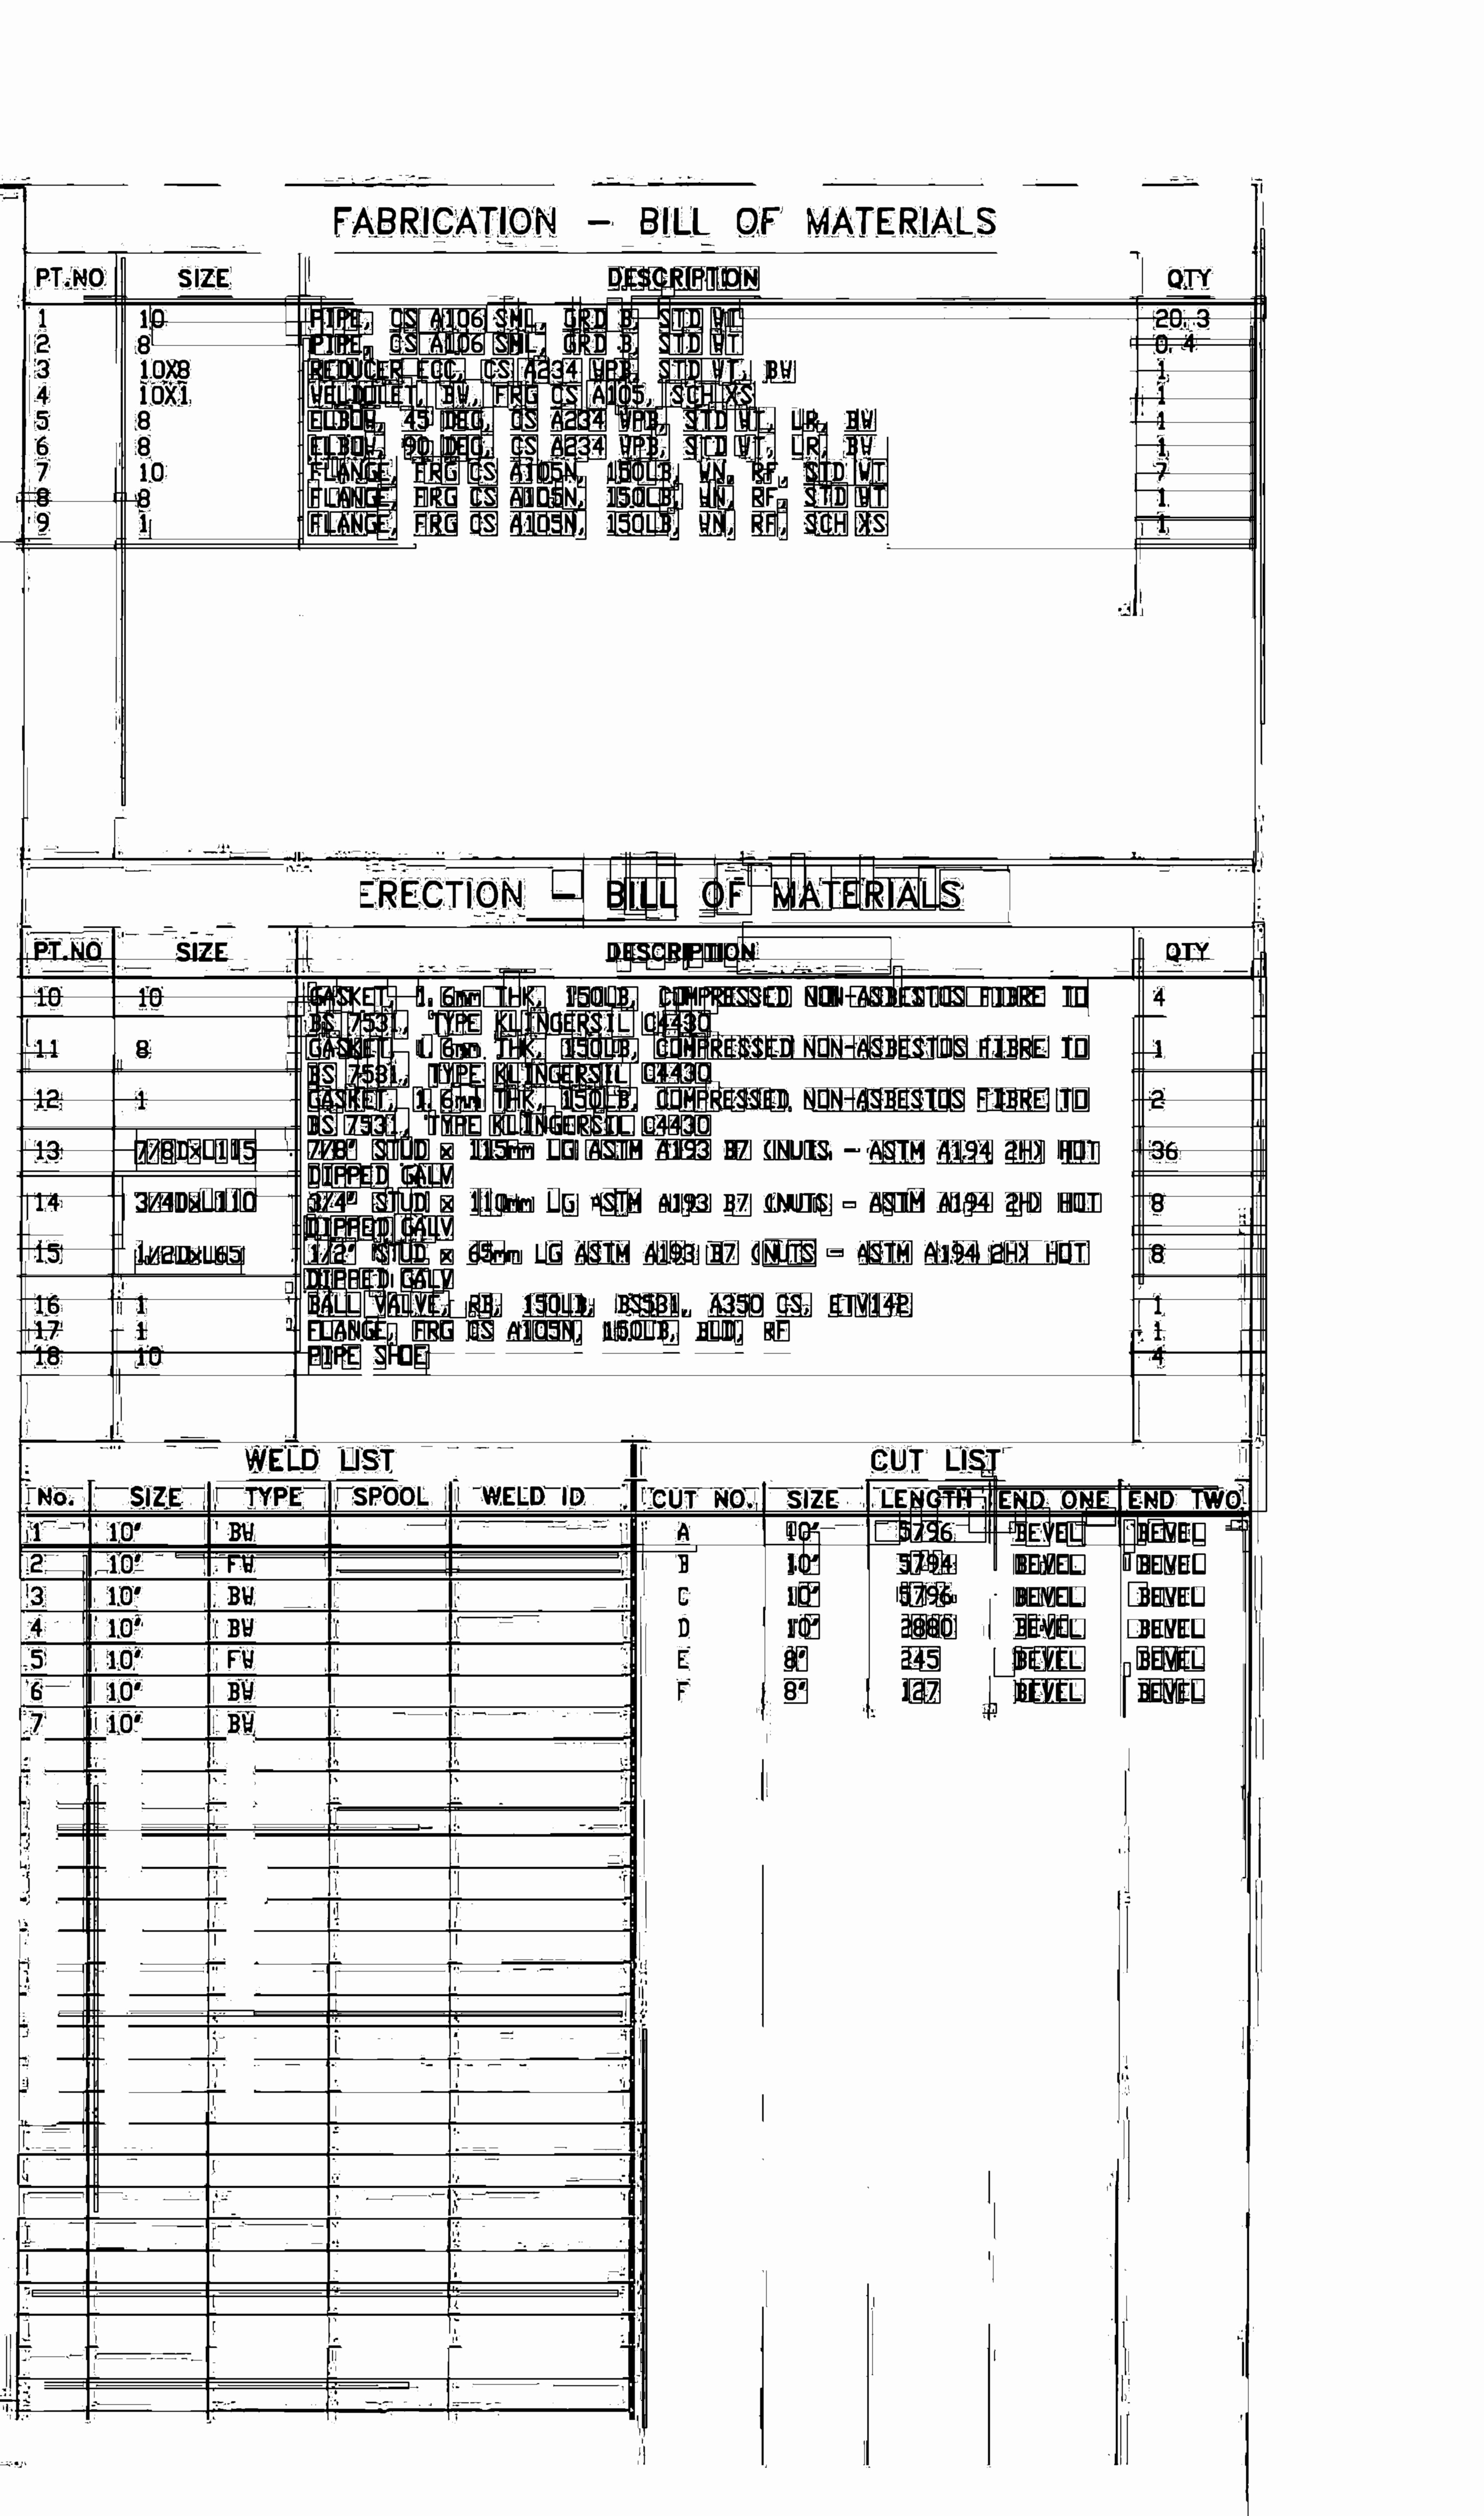 FABRICATION - BILL OF MATERIALS
PT.NO SIZE DESCRIPTION QTY
1 10 PIPE, CS A106 SML, GRD B, STD WT 20.3
2 8 PIPE, CS A106 SML, GRD B, STD WT 0.4
3 10X8 REDUCER ECC, CS A234 WPB, STD WT, BW 1
4 10X1 WELDOLET, BW, FRG CS A105, SCH XS 1
5 8 ELBOW, 45 DEG, CS A234 WPB, STD WT, LR, BW 1
6 8 ELBOW, 90 DEG, CS A234 WPB, STD WT, LR, BW 1
7 10 FLANGE, FRG CS A105N, 150LB, WN, RF, STD WT 7
8 8 FLANGE, FRG CS A105N, 150LB, WN, RF, STD WT 1
9 1 FLANGE, FRG CS A105N, 150LB, WN, RF, SCH XS 1
ERECTION - BILL OF MATERIALS
PT.NO SIZE DESCRIPTION QTY
10 10 GASKET, 1.6mm THK, 150LB, COMPRESSED NON-ASBESTOS FIBRE TO 4
BS 7531, TYPE KLINGERSIL C4430
11 8 GASKET, 1.6mm THK, 150LB, COMPRESSED NON-ASBESTOS FIBRE TO 1
BS 7531, TYPE KLINGERSIL C4430
12 1 GASKET, 1.6mm THK, 150LB, COMPRESSED NON-ASBESTOS FIBRE TO 2
BS 7531, TYPE KLINGERSIL C4430
13 7/8DxL115 7/8" STUD x 115mm LG ASTM A193 B7 (NUTS - ASTM A194 2H) HOT 36
DIPPED GALV
14 3/4DxL110 3/4" STUD x 110mm LG ASTM A193 B7 (NUTS - ASTM A194 2H) HOT 8
DIPPED GALV
15 1/2DxL65 1/2" STUD x 65mm LG ASTM A193 B7 (NUTS - ASTM A194 2H) HOT 8
DIPPED GALV
16 1 BALL VALVE, RB, 150LB, BS5351, A350 CS, ETV142 1
17 1 FLANGE, FRG CS A105N, 150LB, BLD, RF 1
18 10 PIPE SHOE 4
WELD LIST CUT LIST
No. SIZE TYPE SPOOL WELD ID CUT NO. SIZE LENGTH END ONE END TWO
1 10" BW A 10" 5796 BEVEL BEVEL
2 10" FW B 10" 5794 BEVEL BEVEL
3 10" BW C 10" 5796 BEVEL BEVEL
4 10" BW D 10" 2880 BEVEL BEVEL
5 10" FW E 8" 245 BEVEL BEVEL
6 10" BW F 8" 127 BEVEL BEVEL
7 10" BW